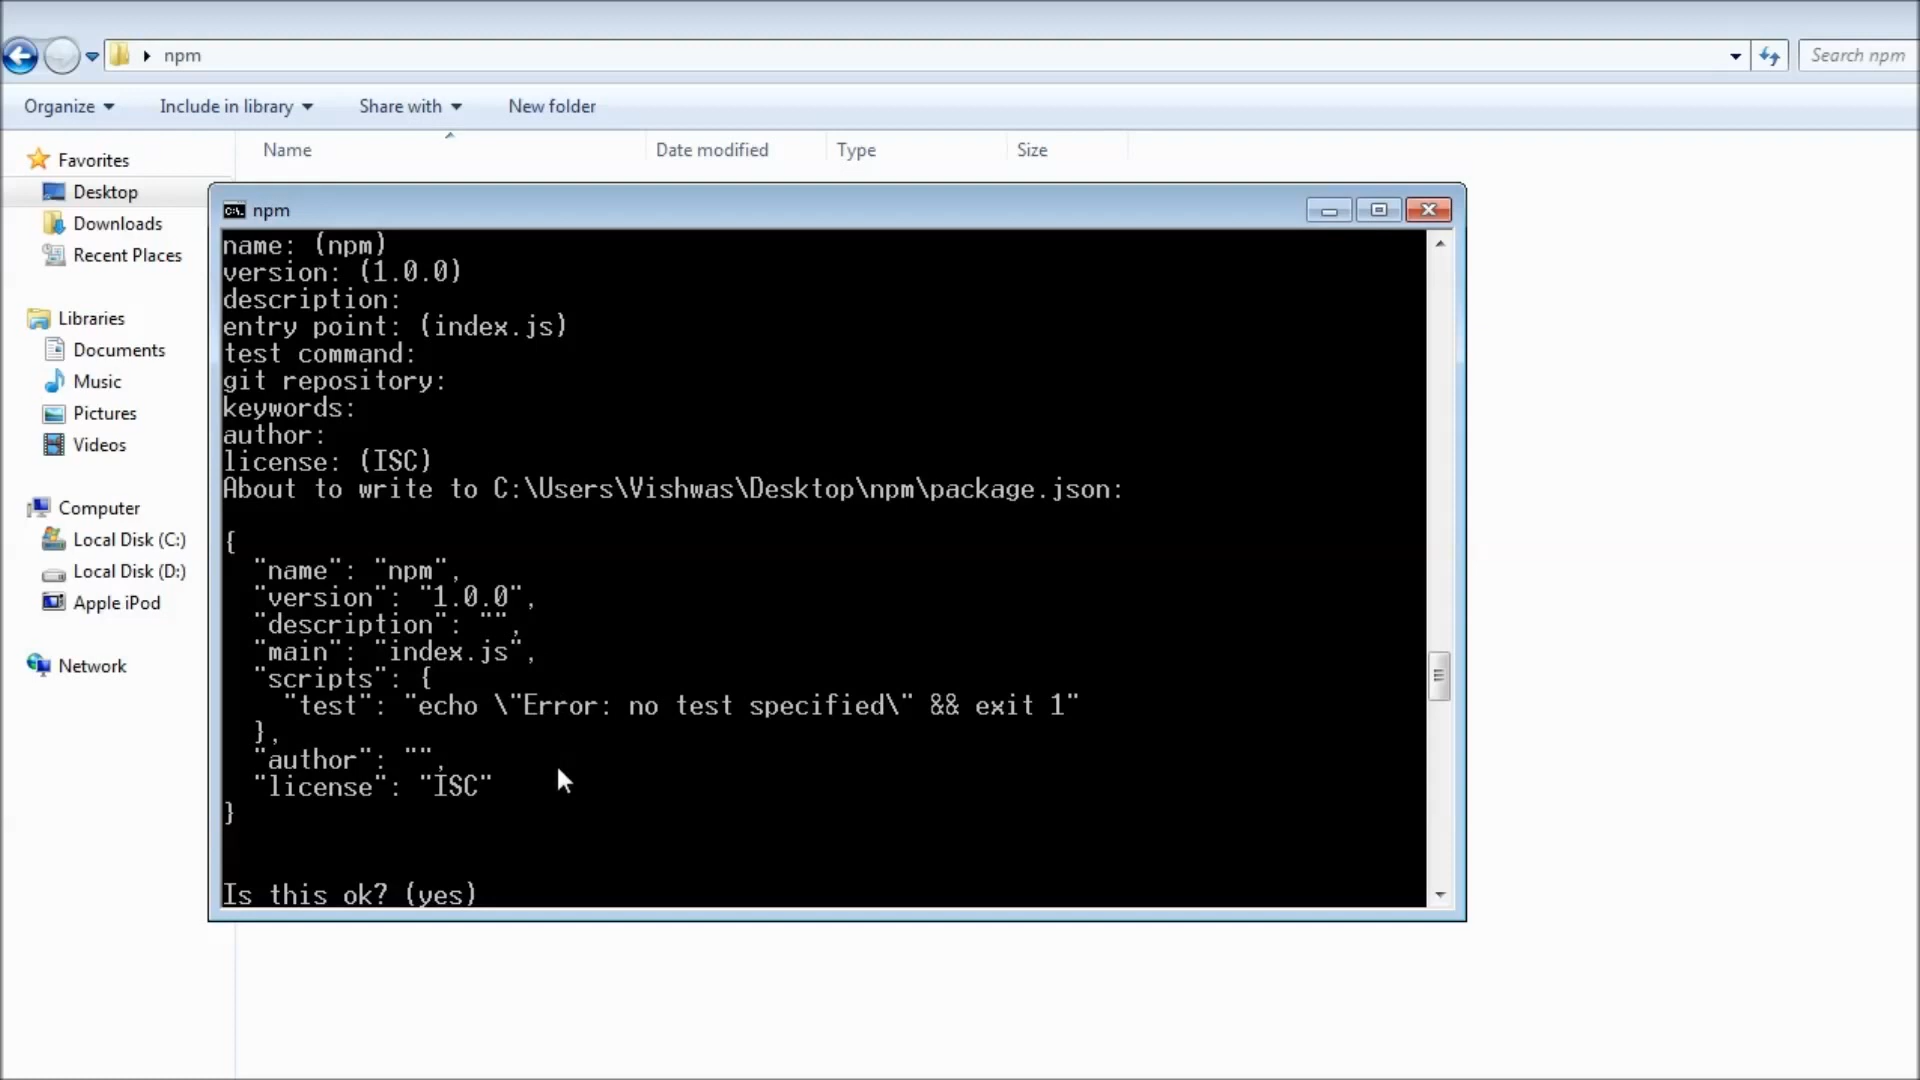 npm
Search npm
Organize
Include in library
Share with
New folder
Name
Date modified
Type
Size
Favorites
Desktop
Downloads
Recent Places
Libraries
Documents
Music
Pictures
Videos
Computer
Local Disk (C:)
Local Disk (D:)
Apple iPod
Network
C:\. npm
name: (npm)
version: (1.0.0)
description:
entry point: (index.js)
test command:
git repository:
keywords:
author:
license: (ISC)
About to write to C:\Users\Vishwas\Desktop\npm\package.json:
{
  "name": "npm",
  "version": "1.0.0",
  "description": "",
  "main": "index.js",
  "scripts": {
    "test": "echo \"Error: no test specified\" && exit 1"
  },
  "author": "",
  "license": "ISC"
}
Is this ok? (yes)